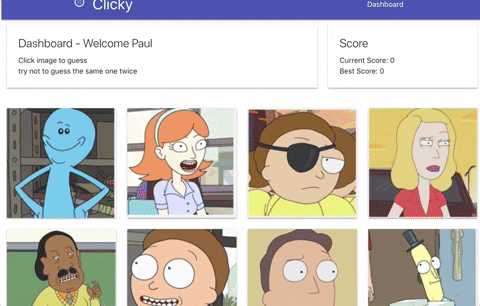 Clicky
Dashboard
Dashboard - Welcome Paul
Click image to guess
try not to guess the same one twice
Score
Current Score: 0
Best Score: 0